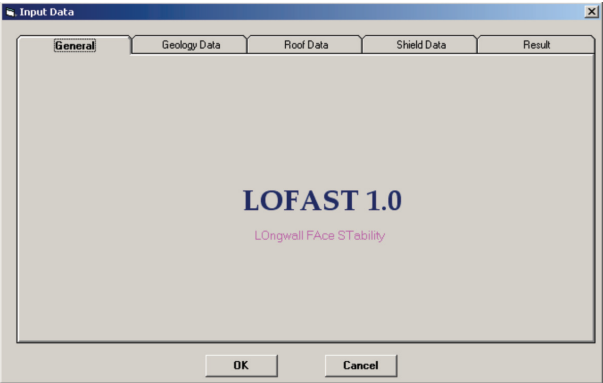 Input Data
General Geology Data Roof Data Shield Data Result
LOFAST 1.0
LOngwall FAce STability
OK Cancel